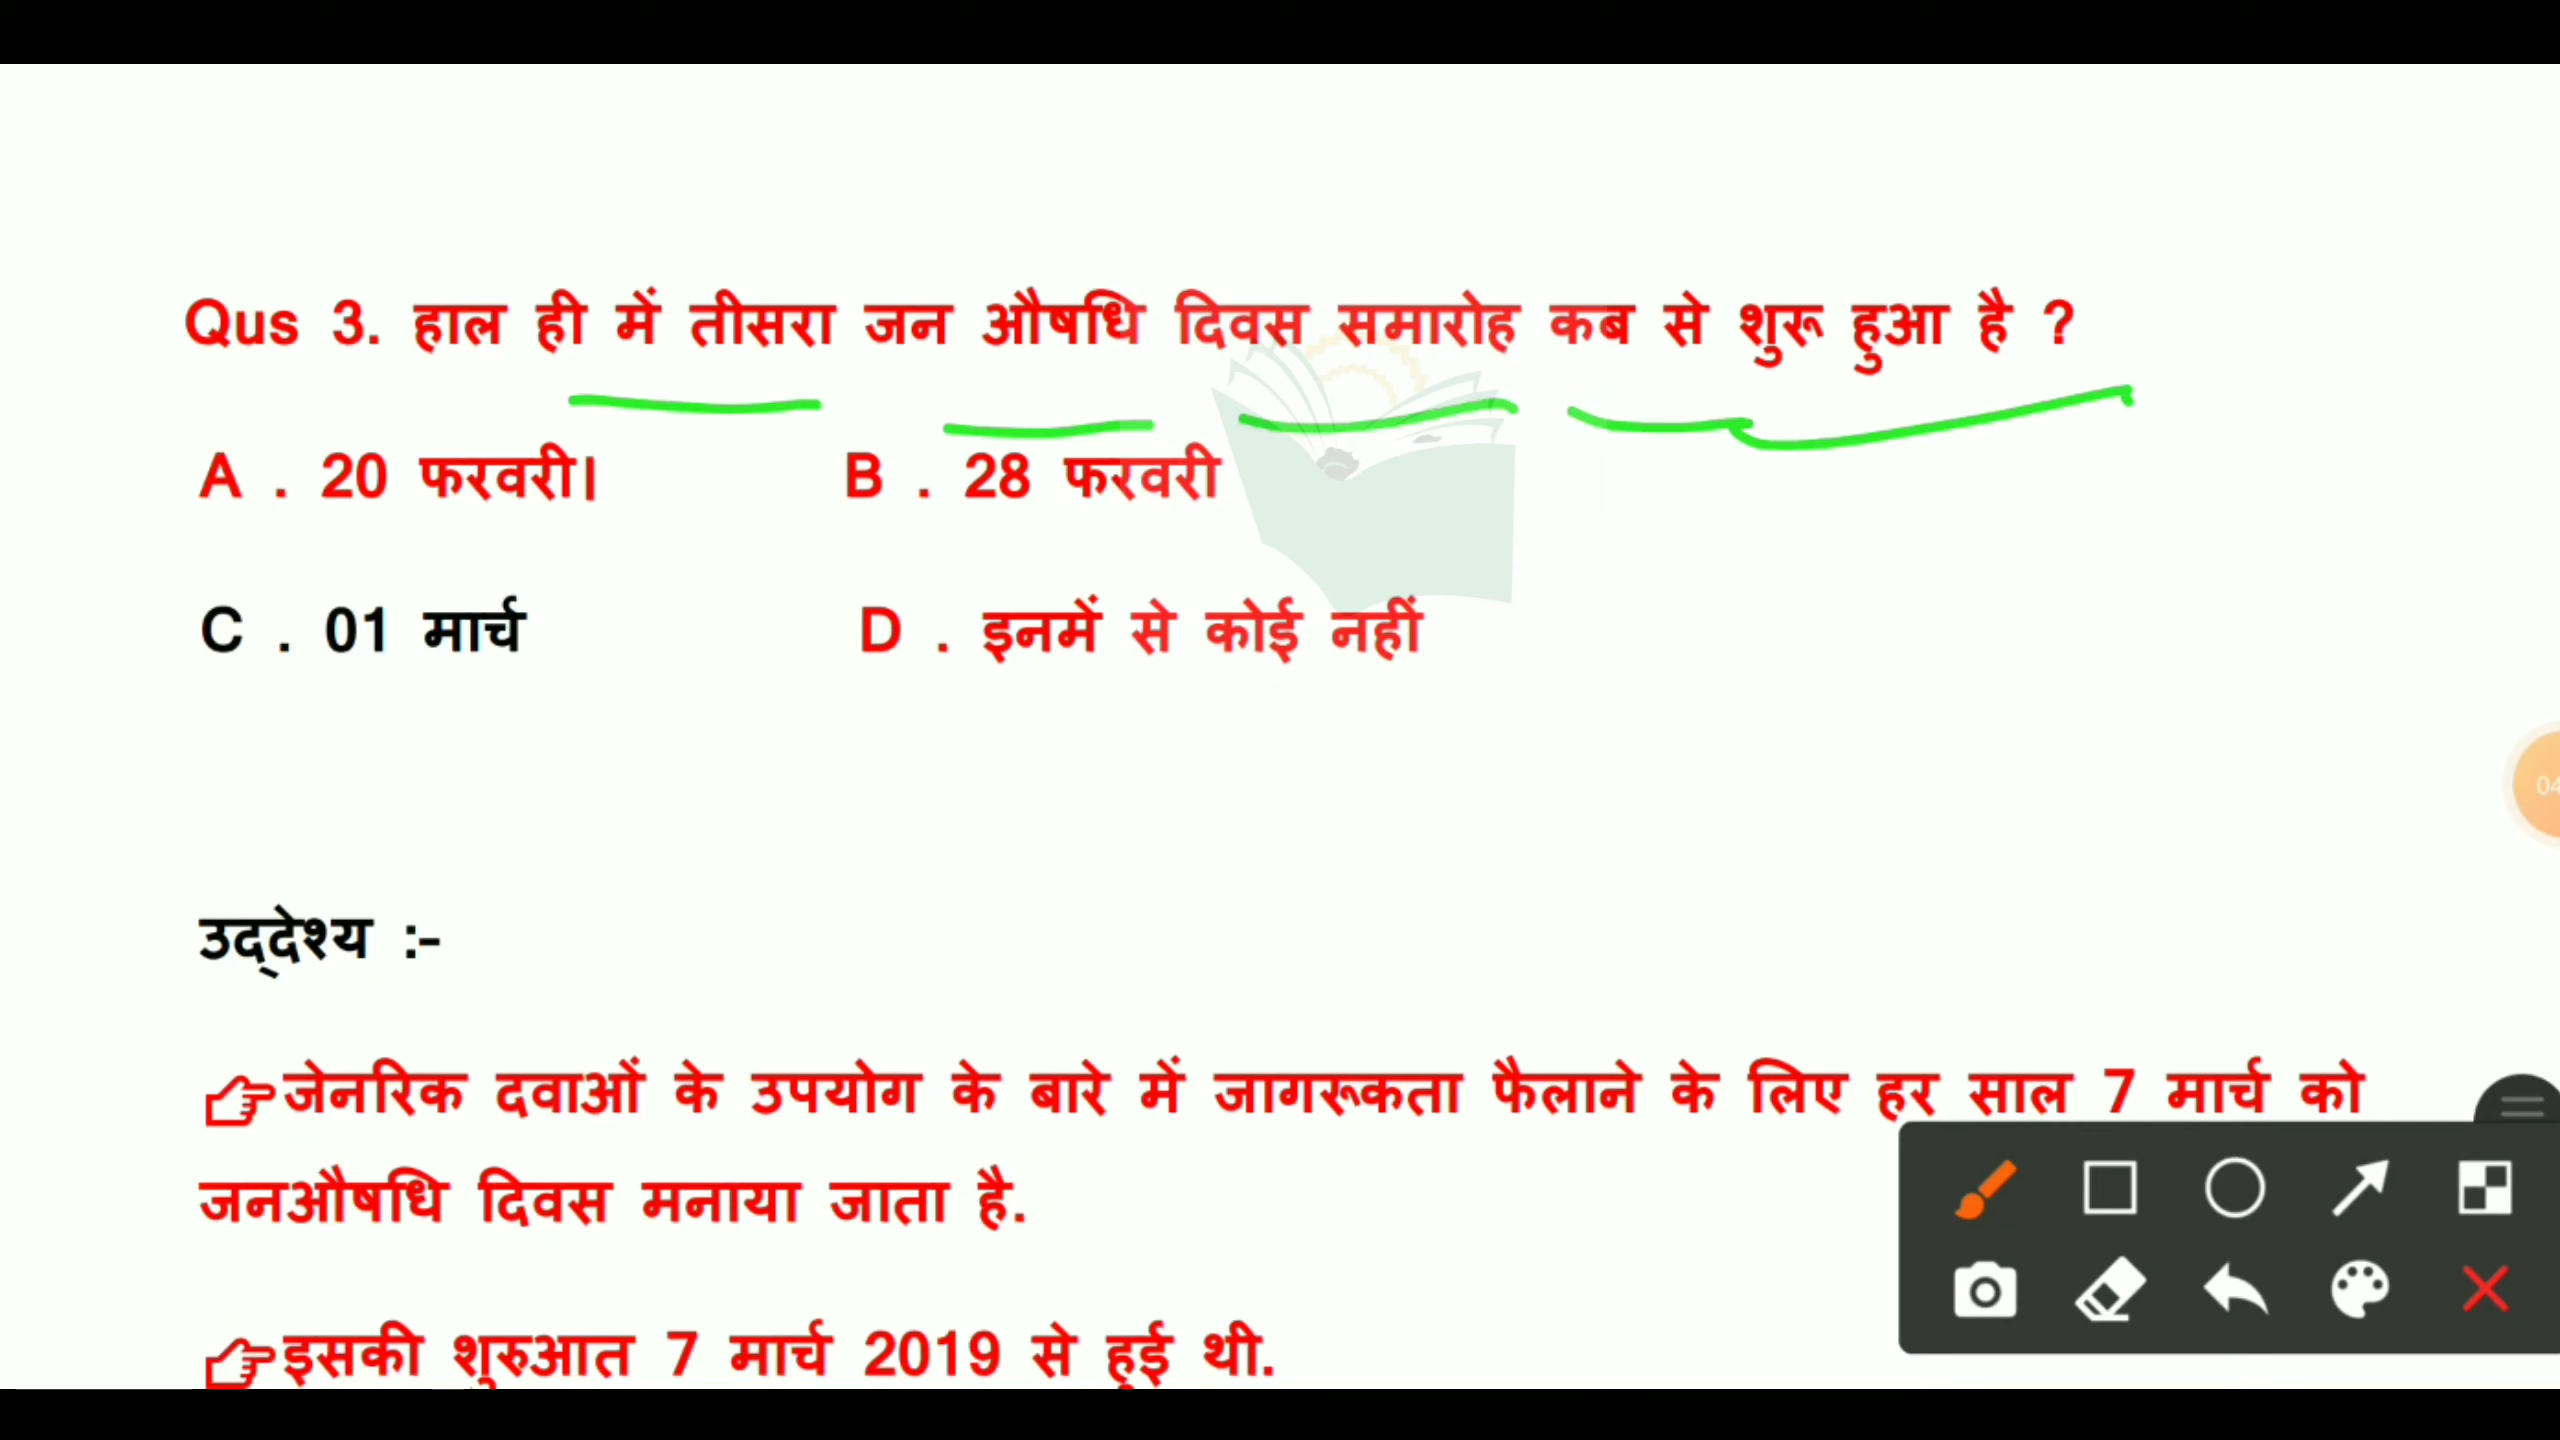 Qus 3. हाल ही में तीसरा जन औषधि दिवस समारोह कब से शुरू हुआ है ?
A . 20 फरवरी। B . 28 फरवरी
C . 01 मार्च D . इनमें से कोई नहीं
04
उद्देश्य :-
👉जेनरिक दवाओं के उपयोग के बारे में जागरूकता फैलाने के लिए हर साल 7 मार्च को
जनऔषधि दिवस मनाया जाता है.
👉इसकी शुरुआत 7 मार्च 2019 से हूई थी.